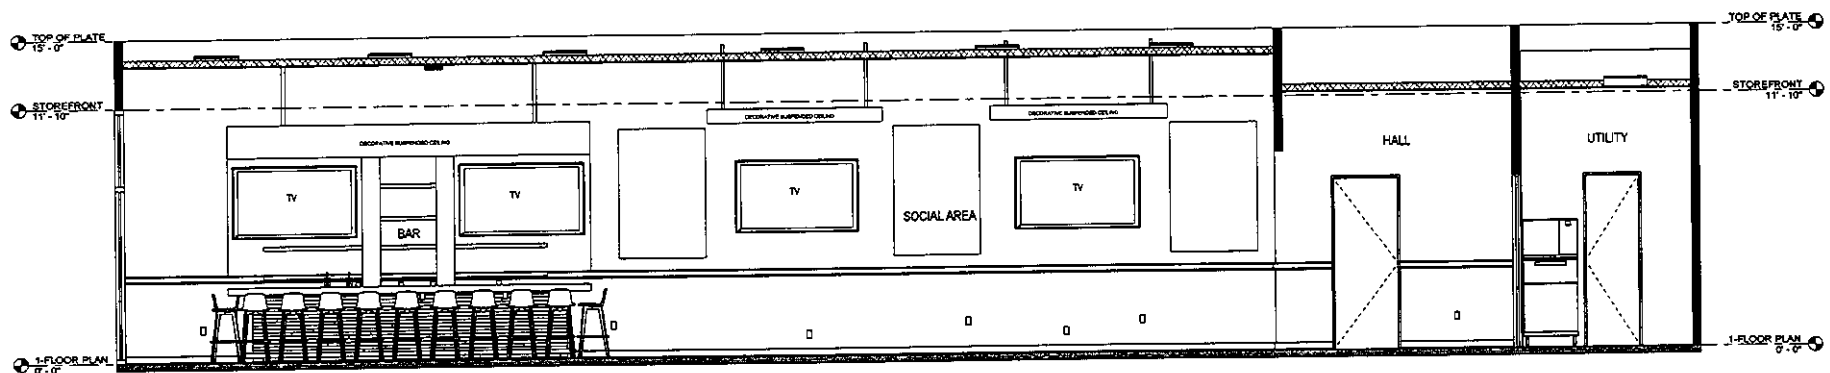 TOP OF PLATE
15' - 0"
STOREFRONT
11' - 10"
DECORATIVE SUSPENDED CEILING
TV
BAR
TV
1-FLOOR PLAN
0' - 0"
DECORATIVE SUSPENDED CEILING
TV
SOCIAL AREA
DECORATIVE SUSPENDED CEILING
TV
HALL
UTILITY
TOP OF PLATE
15' - 0"
STOREFRONT
11' - 10"
1-FLOOR PLAN
0' - 0"